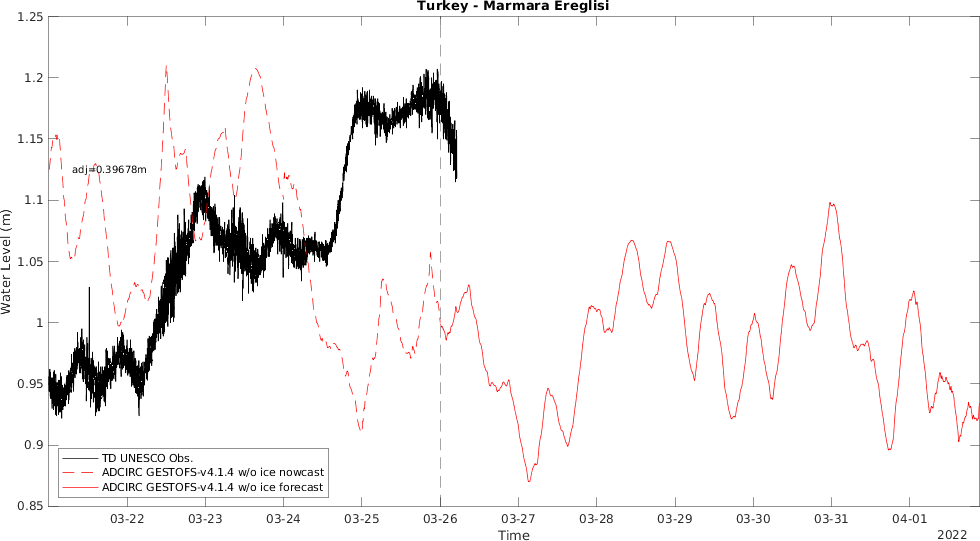 Turkey - Marmara Ereglisi
1.25
1.2
1.15
1.1
1.05
1
0.95
0.9
0.85
Water Level (m)
adj=0.39678m
TD UNESCO Obs.
ADCIRC GESTOFS-v4.1.4 w/o ice nowcast
ADCIRC GESTOFS-v4.1.4 w/o ice forecast
03-22 03-23 03-24 03-25 03-26 03-27 03-28 03-29 03-30 03-31 04-01
Time
2022